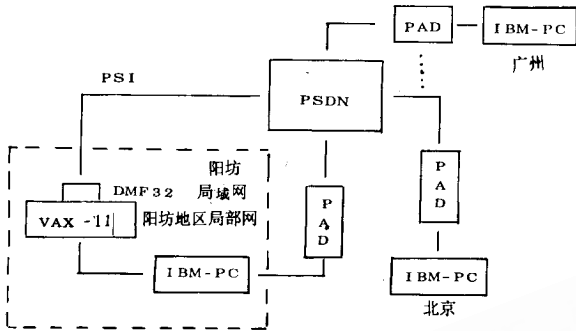 PAD
IBM-PC
广州
PSI
PSDN
阳坊
DMF32 局域网
VAX-11 阳坊地区局部网
PAD
PAD
IBM-PC
IBM-PC
北京